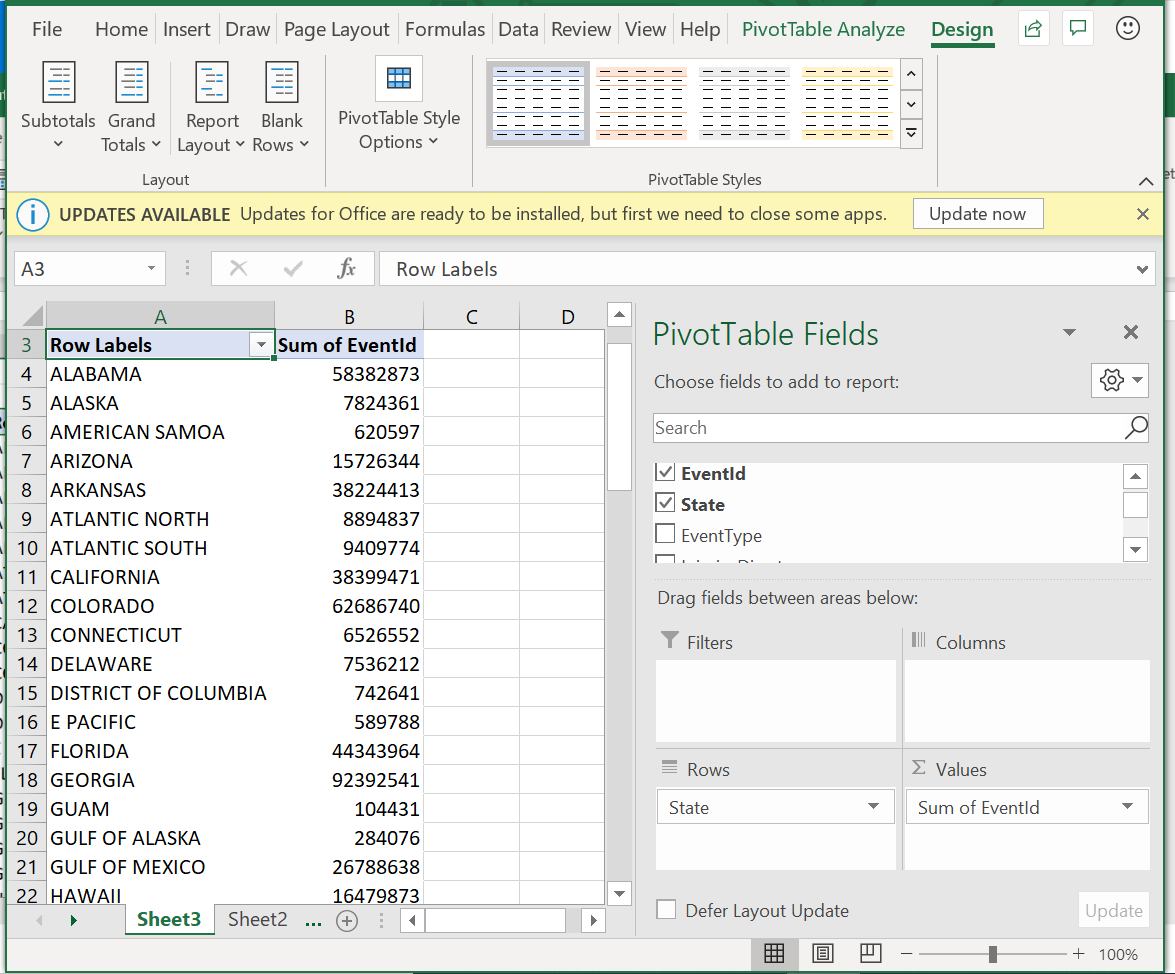 File Home Insert Draw Page Layout Formulas Data Review View Help PivotTable Analyze Design
Subtotals Grand Totals Report Layout Blank Rows
PivotTable Style Options
Layout
PivotTable Styles
UPDATES AVAILABLE Updates for Office are ready to be installed, but first we need to close some apps. Update now
A3 fx Row Labels
A B C D
3 Row Labels Sum of EventId
4 ALABAMA 58382873
5 ALASKA 7824361
6 AMERICAN SAMOA 620597
7 ARIZONA 15726344
8 ARKANSAS 38224413
9 ATLANTIC NORTH 8894837
10 ATLANTIC SOUTH 9409774
11 CALIFORNIA 38399471
12 COLORADO 62686740
13 CONNECTICUT 6526552
14 DELAWARE 7536212
15 DISTRICT OF COLUMBIA 742641
16 E PACIFIC 589788
17 FLORIDA 44343964
18 GEORGIA 92392541
19 GUAM 104431
20 GULF OF ALASKA 284076
21 GULF OF MEXICO 26788638
22 HAWAII 16479873
Sheet3 Sheet2 ...
PivotTable Fields
Choose fields to add to report:
Search
EventId
State
EventType
Drag fields between areas below:
Filters
Columns
Rows
State
Σ Values
Sum of EventId
Defer Layout Update Update
100%